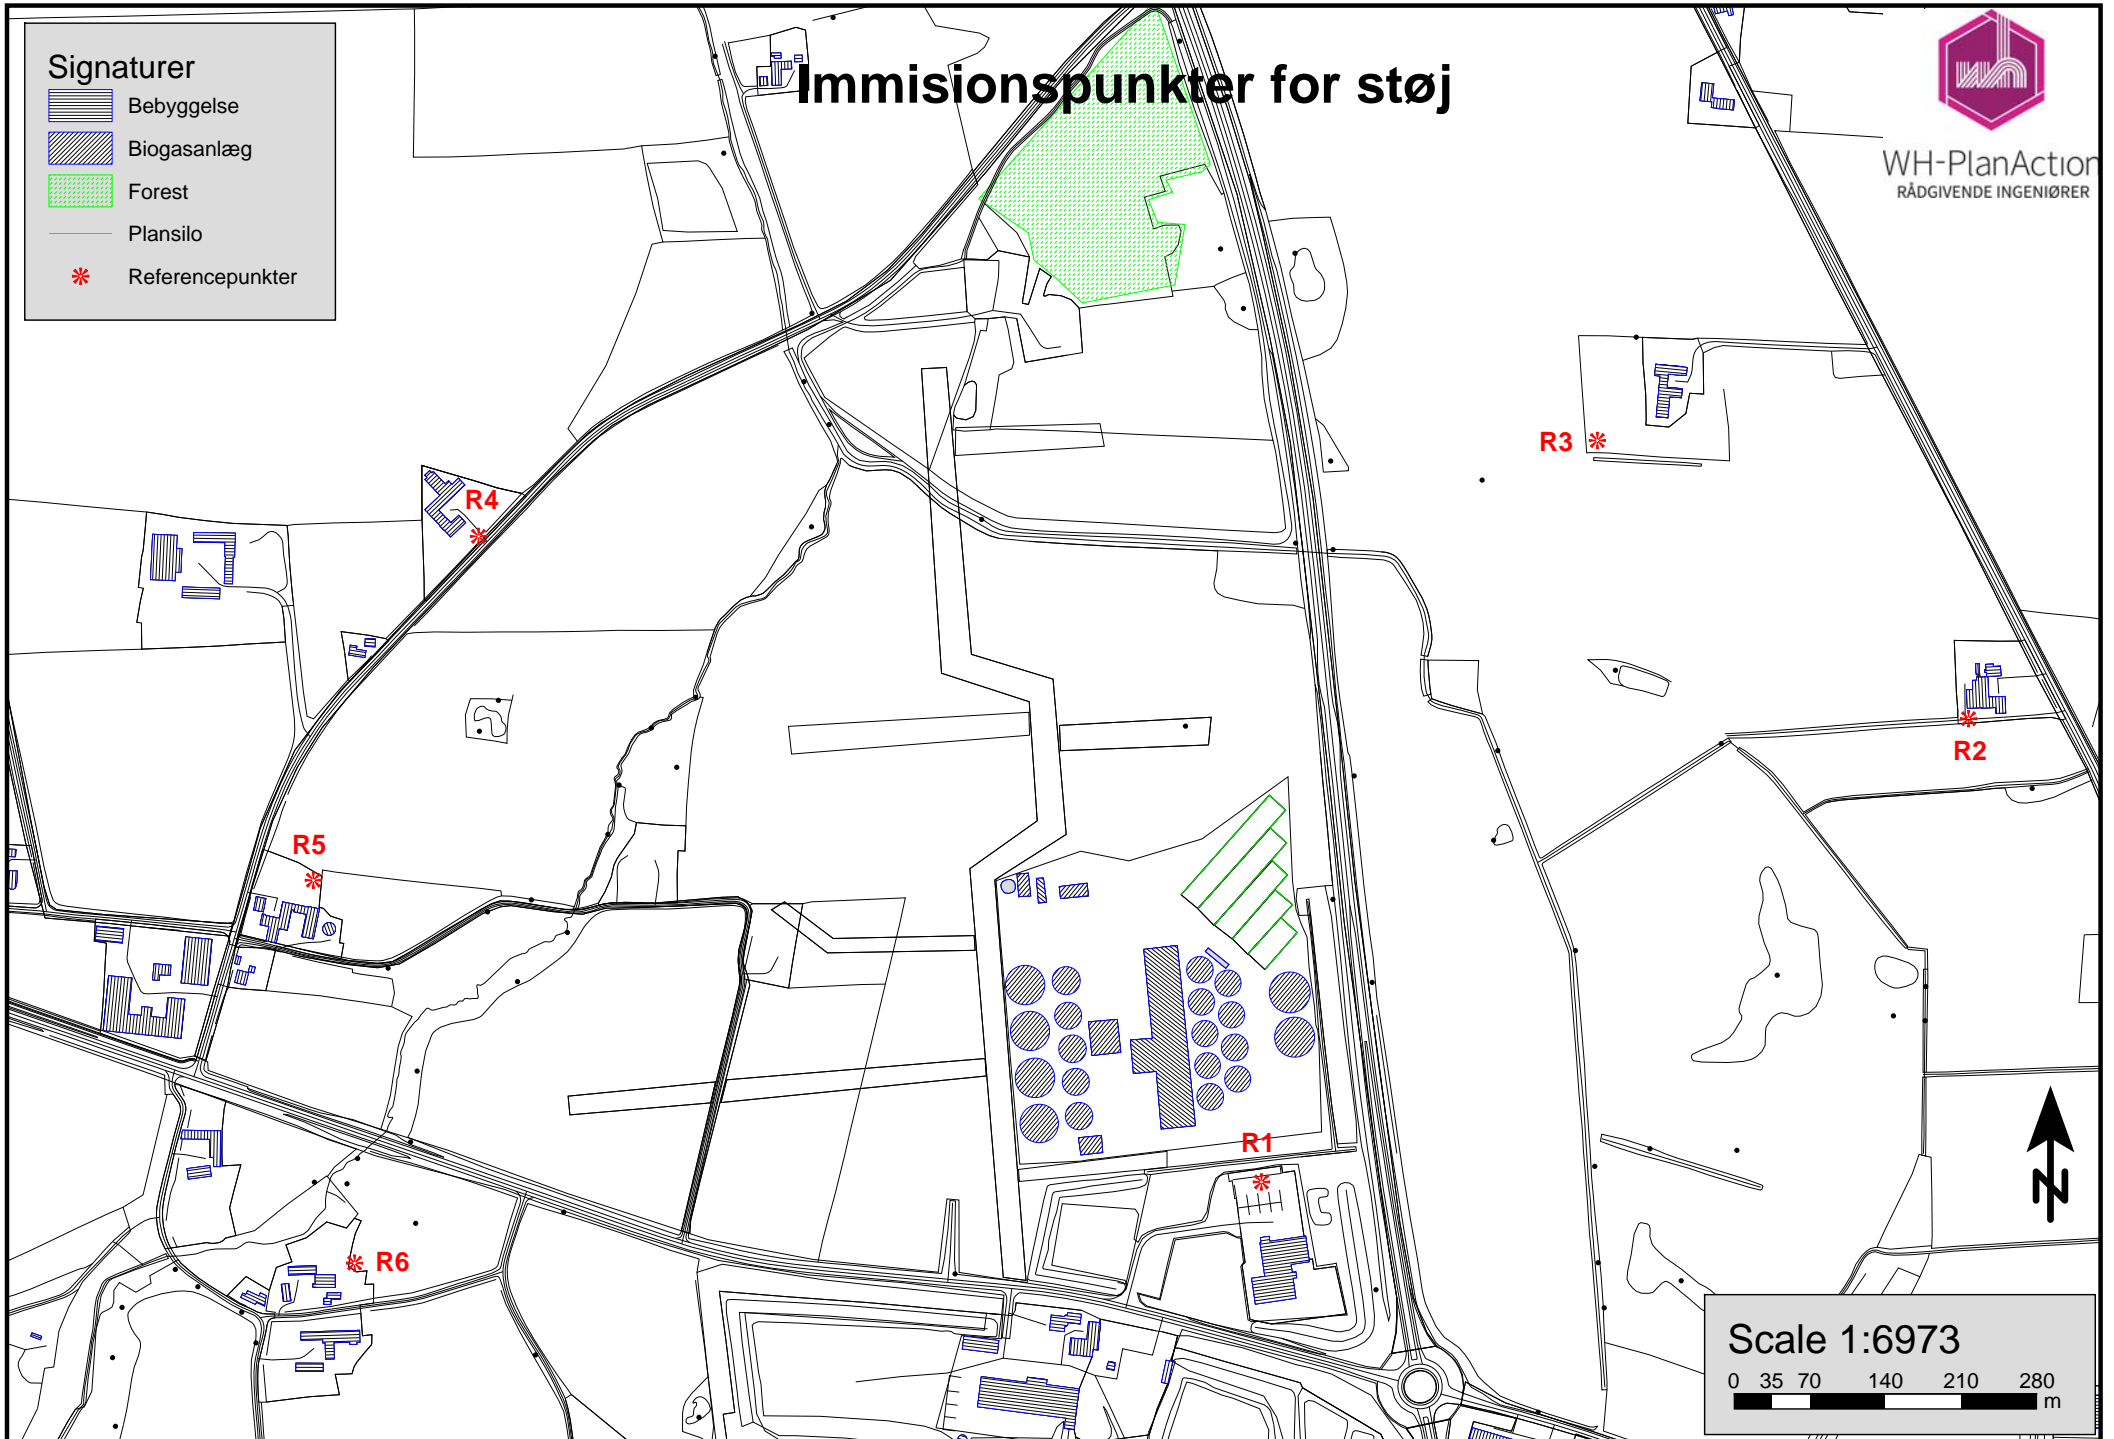 Immisionspunkter for støj
Signaturer
Bebyggelse
Biogasanlæg
Forest
Plansilo
Referencepunkter
WH-PlanAction
RÅDGIVENDE INGENIØRER
R3
R4
R2
R5
R1
R6
N
Scale 1:6973
0 35 70 140 210 280
m